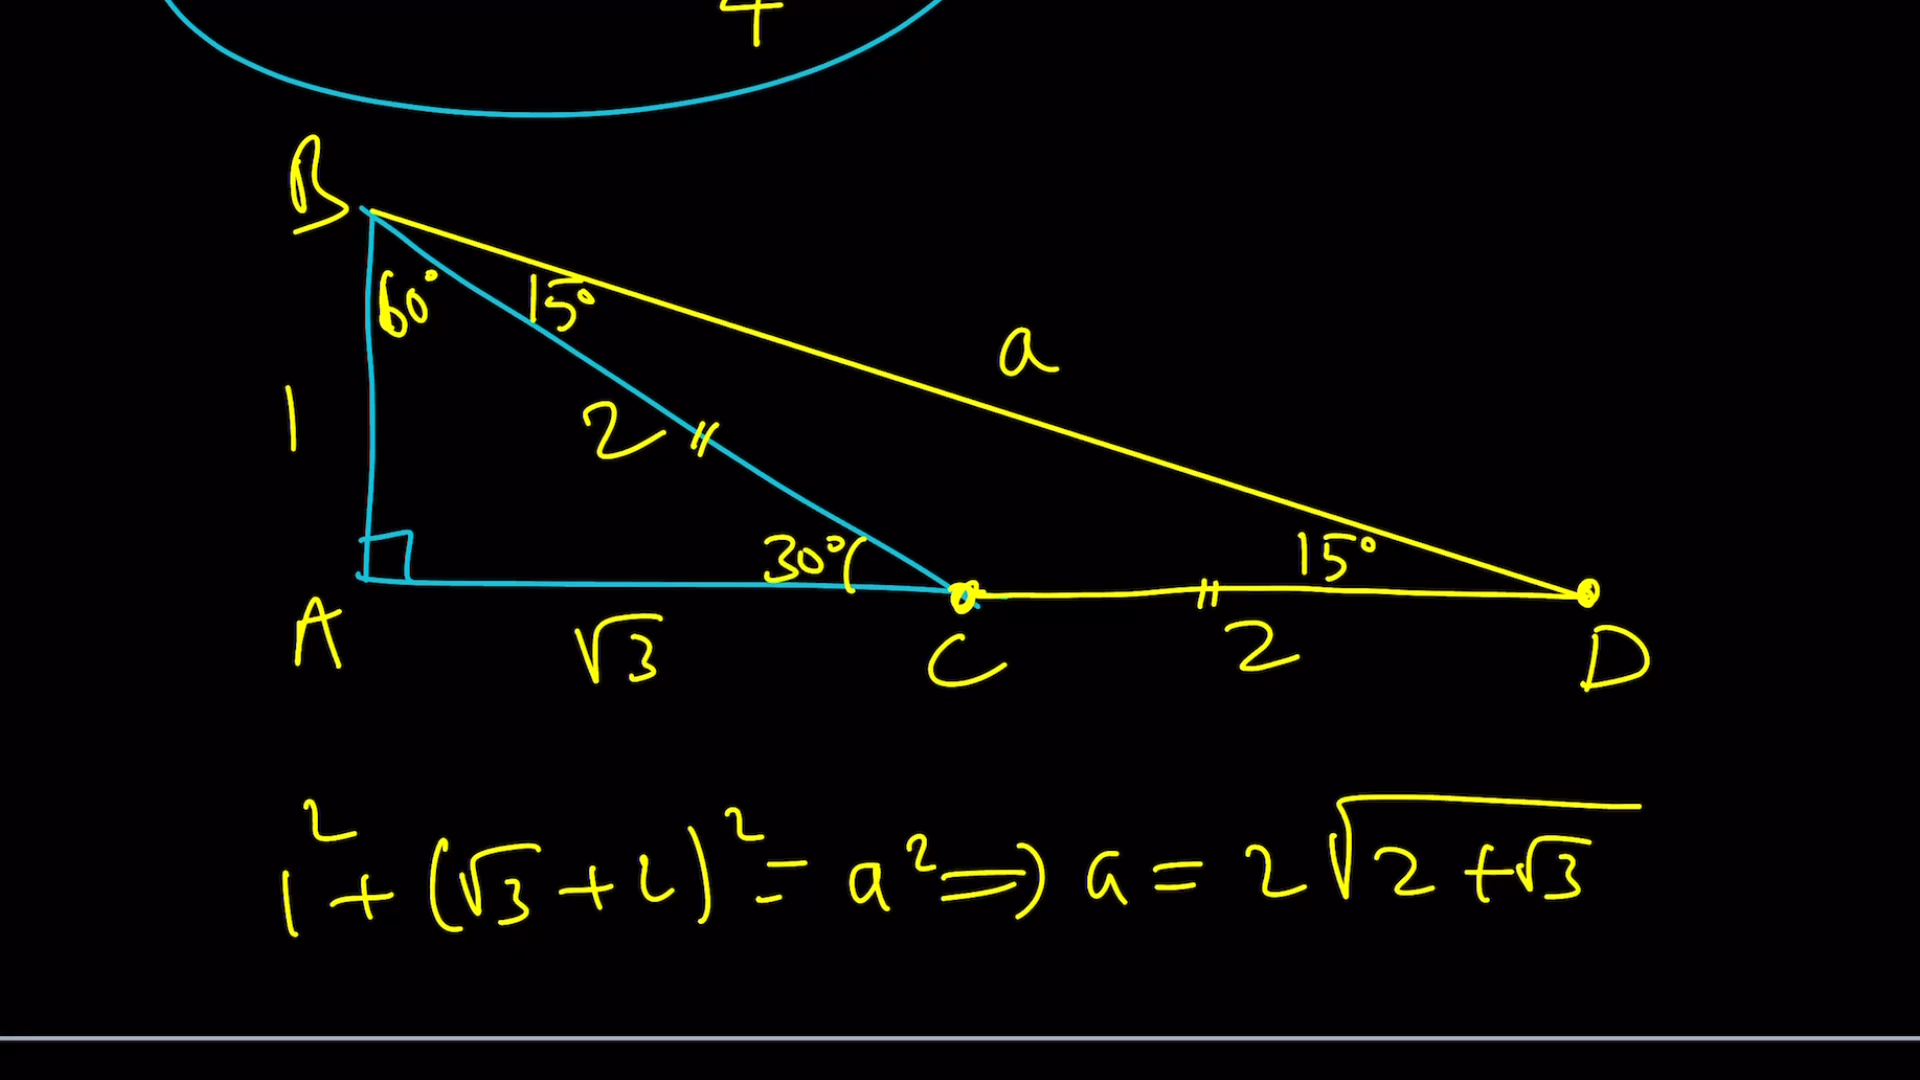 4
B
60° 15°
a
1
2
30° 15°
A √3 C 2 D
1² + (√3 + 2)² = a² ⇒ a = 2√(2 + √3)